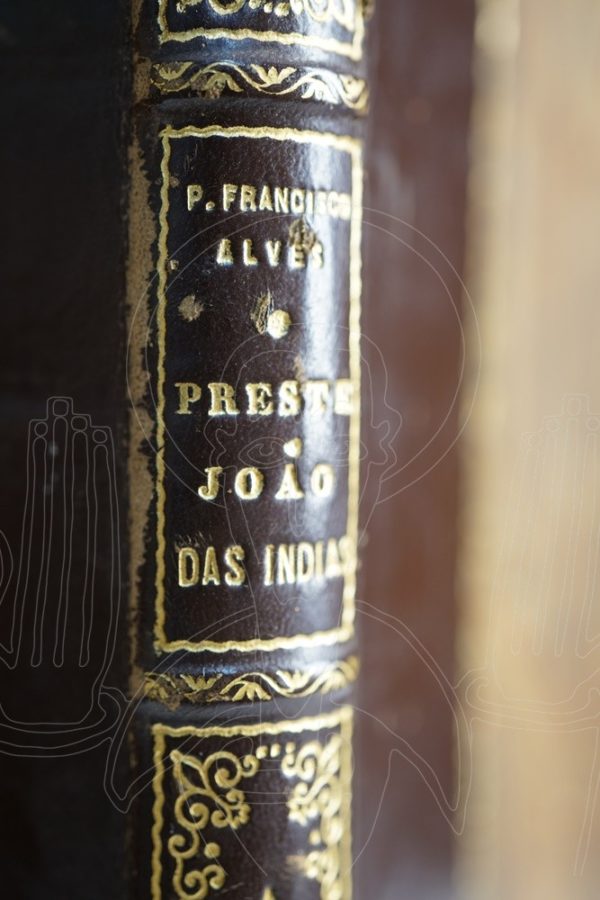 P. FRANCISCO
ALVES
PRESTE
JOÃO
DAS INDIAS